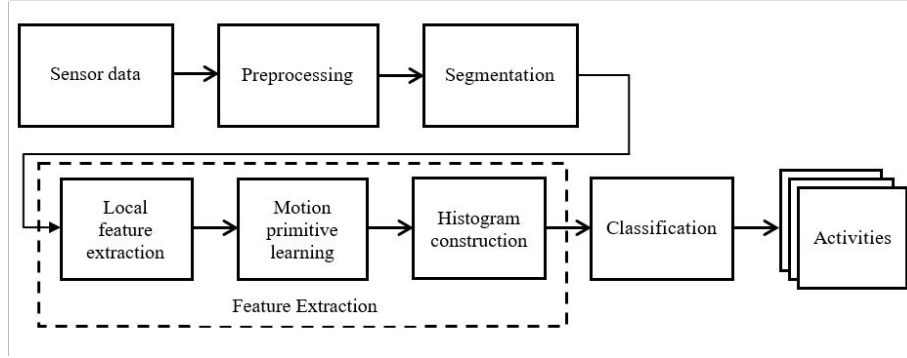 Sensor data
Preprocessing
Segmentation
Local
feature
extraction
Motion
primitive
learning
Histogram
construction
Classification
Activities
Feature Extraction